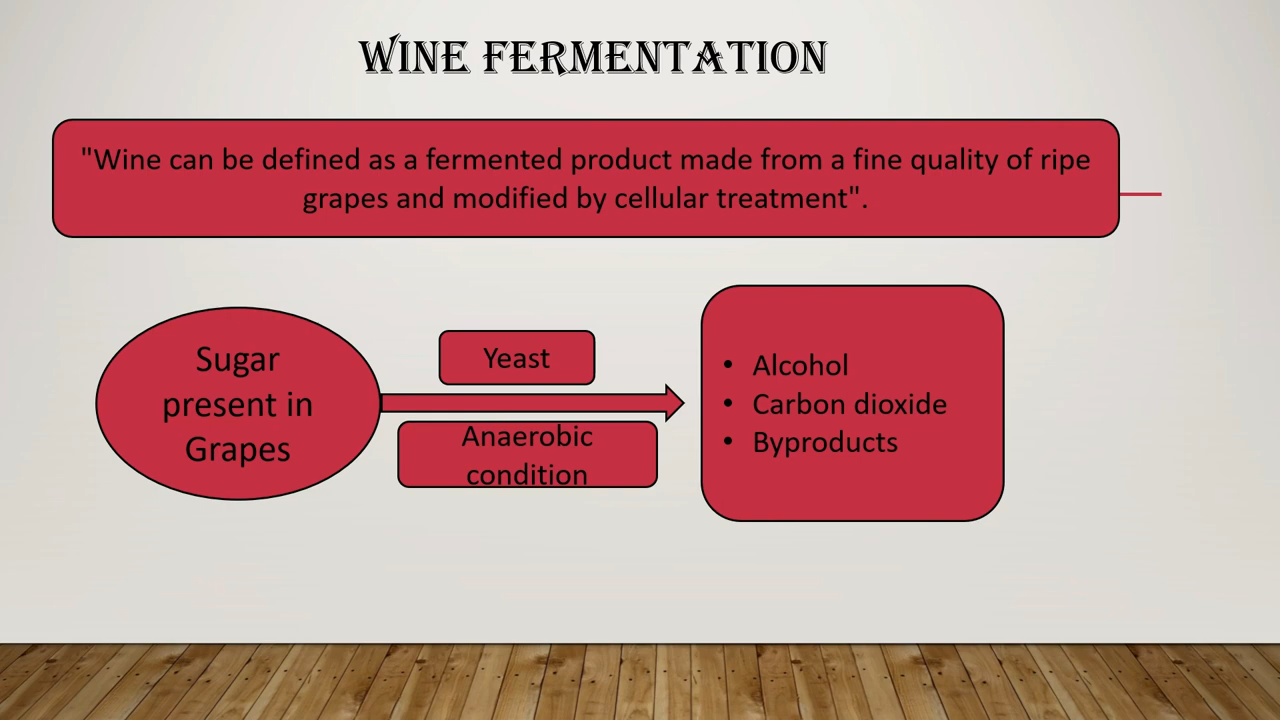 WINE FERMENTATION
"Wine can be defined as a fermented product made from a fine quality of ripe
grapes and modified by cellular treatment".
Sugar
present in
Grapes
Yeast
Anaerobic
condition
• Alcohol
• Carbon dioxide
• Byproducts